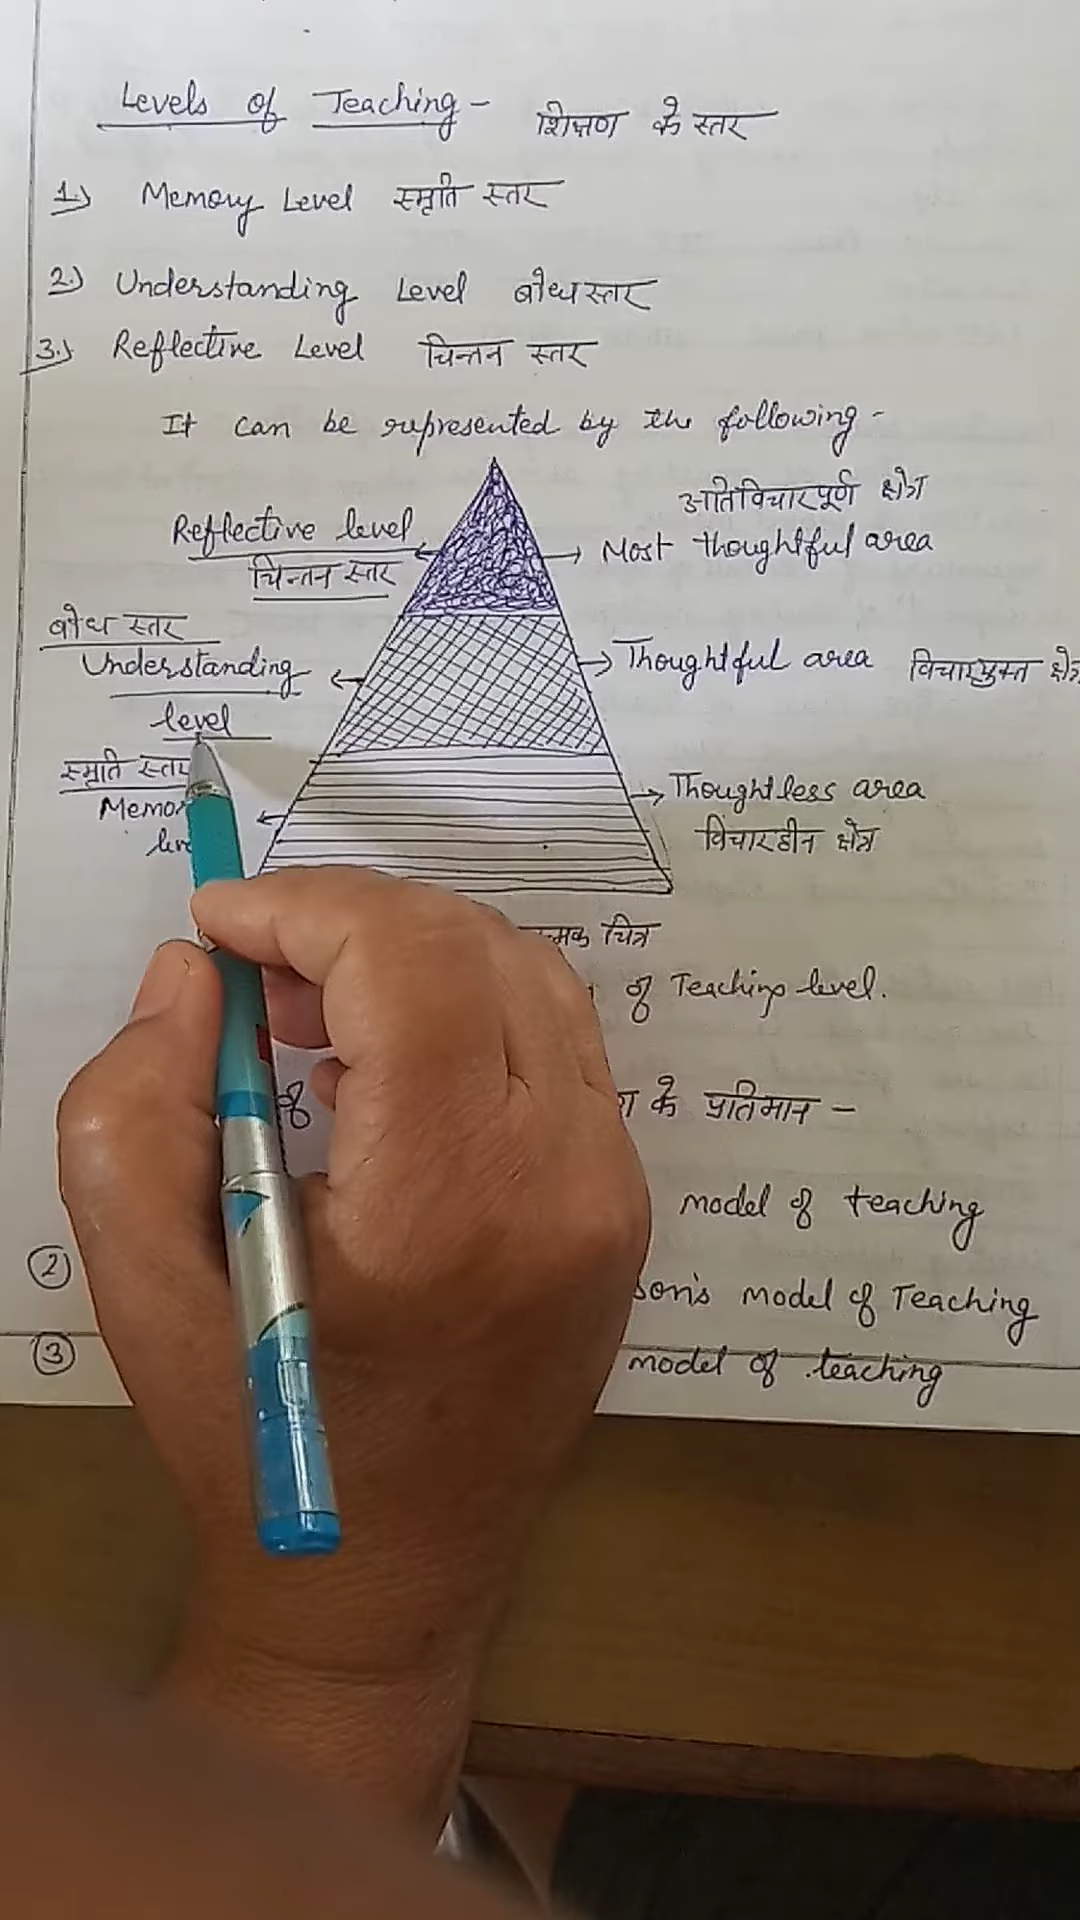 Levels of Teaching - शिक्षण के स्तर
1.) Memory Level स्मृति स्तर
2.) Understanding Level बोध स्तर
3.) Reflective Level चिन्तन स्तर
It can be represented by the following -
अतिविचारपूर्ण क्षेत्र
Reflective level
Most thoughtful area
चिन्तन स्तर
बोध स्तर
Understanding
Thoughtful area
क्षेत्र
level
स्मृति स्तर
Thoughtless area
विचारहीन क्षेत्र
चित्र
of Teaching level.
of के प्रतिमान -
model of teaching
②
model of Teaching
③ model of teaching